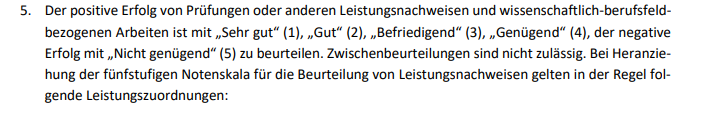 5. Der positive Erfolg von Prüfungen oder anderen Leistungsnachweisen und wissenschaftlich-berufsfeld-
bezogenen Arbeiten ist mit „Sehr gut“ (1), „Gut“ (2), „Befriedigend“ (3), „Genügend“ (4), der negative
Erfolg mit „Nicht genügend“ (5) zu beurteilen. Zwischenbeurteilungen sind nicht zulässig. Bei Heranzie-
hung der fünfstufigen Notenskala für die Beurteilung von Leistungsnachweisen gelten in der Regel fol-
gende Leistungszuordnungen: